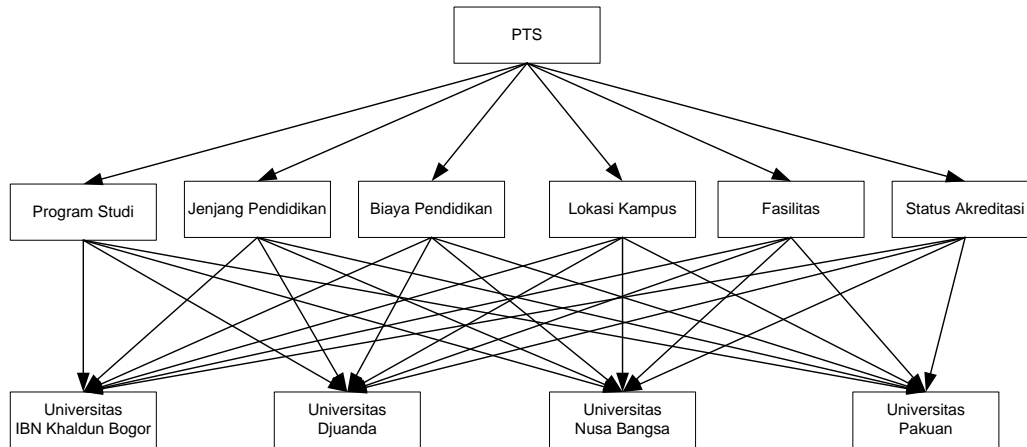 PTS
Program Studi
Jenjang Pendidikan
Biaya Pendidikan
Lokasi Kampus
Fasilitas
Status Akreditasi
Universitas
IBN Khaldun Bogor
Universitas
Djuanda
Universitas
Nusa Bangsa
Universitas
Pakuan